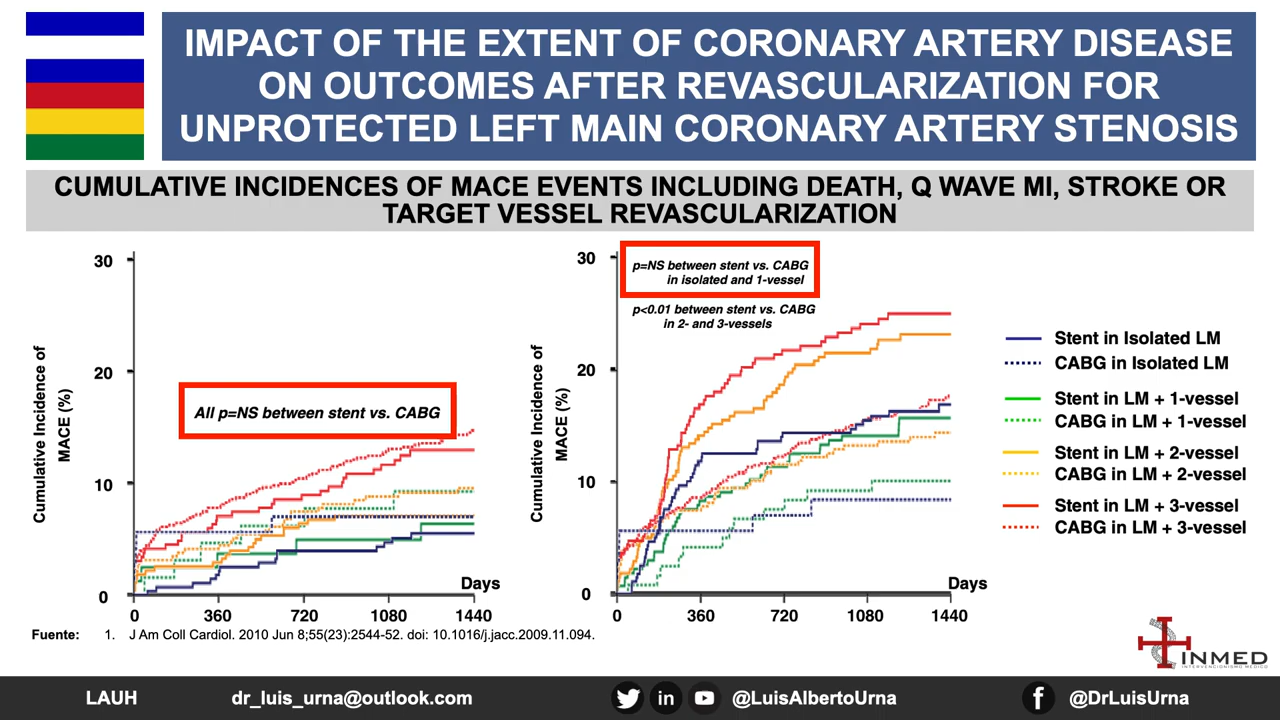 IMPACT OF THE EXTENT OF CORONARY ARTERY DISEASE
ON OUTCOMES AFTER REVASCULARIZATION FOR
UNPROTECTED LEFT MAIN CORONARY ARTERY STENOSIS
CUMULATIVE INCIDENCES OF MACE EVENTS INCLUDING DEATH, Q WAVE MI, STROKE OR
TARGET VESSEL REVASCULARIZATION
Cumulative Incidence of
MACE (%)
30
20
10
0
All p=NS between stent vs. CABG
Days
0 360 720 1080 1440
Cumulative Incidence of
MACE (%)
30
20
10
0
p=NS between stent vs. CABG
in isolated and 1-vessel
p<0.01 between stent vs. CABG
in 2- and 3-vessels
Days
0 360 720 1080 1440
Stent in Isolated LM
CABG in Isolated LM
Stent in LM + 1-vessel
CABG in LM + 1-vessel
Stent in LM + 2-vessel
CABG in LM + 2-vessel
Stent in LM + 3-vessel
CABG in LM + 3-vessel
Fuente: 1. J Am Coll Cardiol. 2010 Jun 8;55(23):2544-52. doi: 10.1016/j.jacc.2009.11.094.
INMED
INTERVENCIONISMO MEDICO
LAUH dr_luis_urna@outlook.com @LuisAlbertoUrna @DrLuisUrna